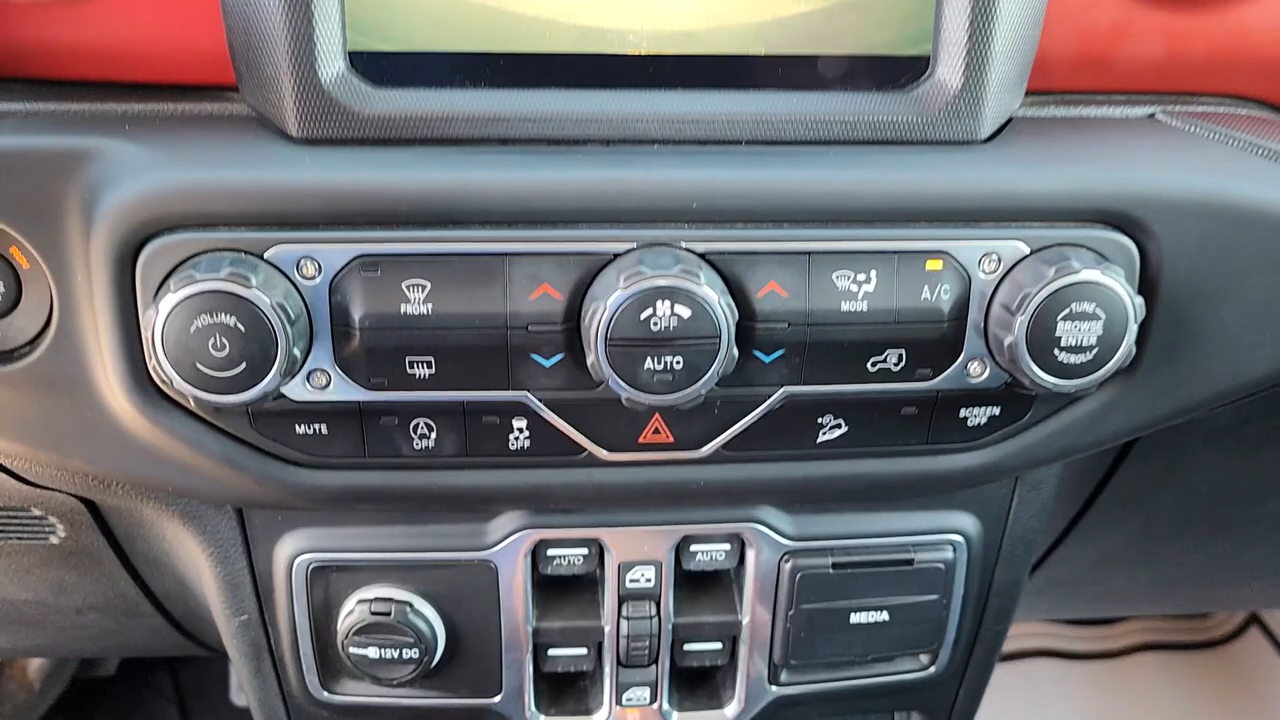 VOLUME
FRONT
OFF
AUTO
MODE
A/C
TUNE
BROWSE
ENTER
SCROLL
MUTE
A
OFF
OFF
SCREEN
OFF
AUTO
AUTO
12V DC
MEDIA